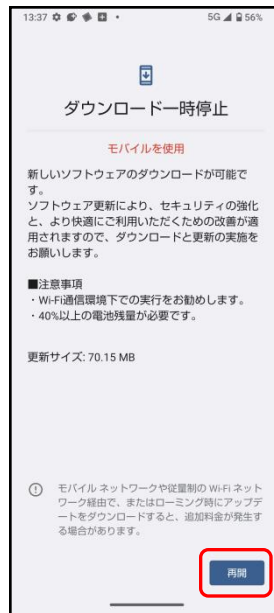 13:37 5G 56%
ダウンロード一時停止
モバイルを使用
新しいソフトウェアのダウンロードが可能で
す。
ソフトウェア更新により、セキュリティの強化
と、より快適にご利用いただくための改善が適
用されますので、ダウンロードと更新の実施を
お願いします。
■注意事項
・Wi-Fi通信環境下での実行をお勧めします。
・40%以上の電池残量が必要です。
更新サイズ: 70.15 MB
モバイル ネットワークや従量制の Wi-Fi ネット
ワーク経由で、またはローミング時にアップデ
ートをダウンロードすると、追加料金が発生す
る場合があります。
再開